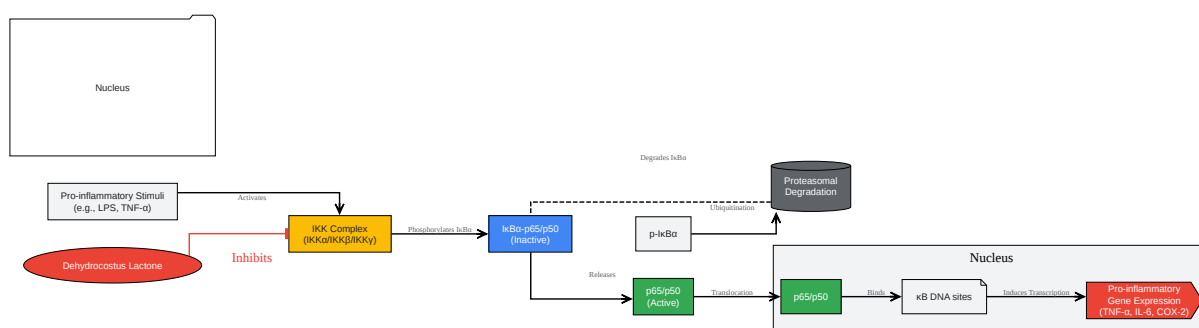 Nucleus
Degrades IκBα
Proteasomal
Degradation
Pro-inflammatory Stimuli
(e.g., LPS, TNF-α)
Activates
Ubiquitination
IKK Complex
(IKKα/IKKβ/IKKγ)
Phosphorylates IκBα
IκBα-p65/p50
(Inactive)
p-IκBα
Dehydrocostus Lactone
Inhibits
Nucleus
Releases
p65/p50
(Active)
Translocation
p65/p50
Binds
κB DNA sites
Induces Transcription
Pro-inflammatory
Gene Expression
(TNF-α, IL-6, COX-2)